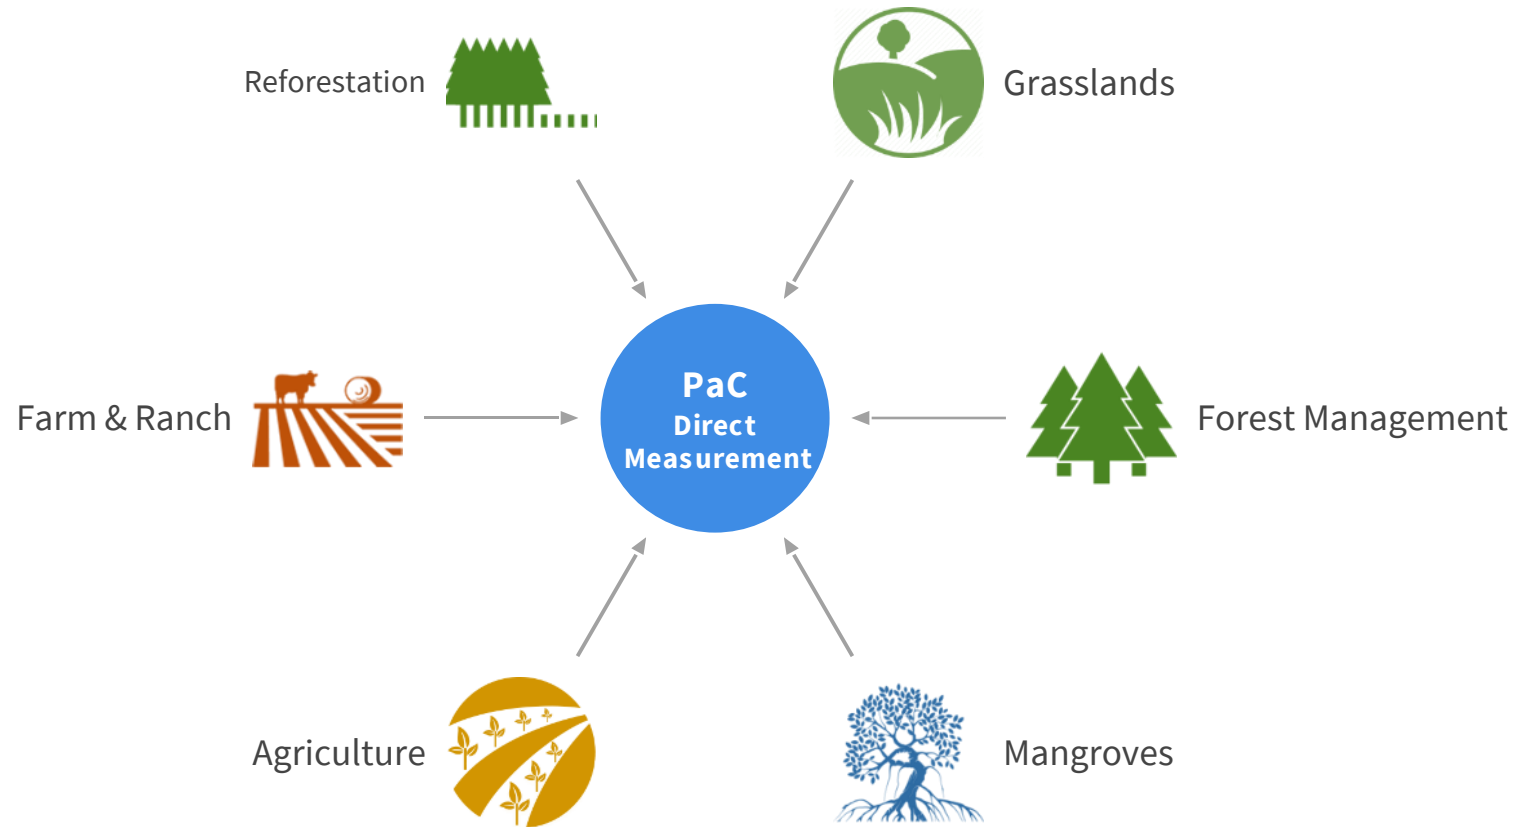 Reforestation
Grasslands
Farm & Ranch
PaC
Direct
Measurement
Forest Management
Agriculture
Mangroves